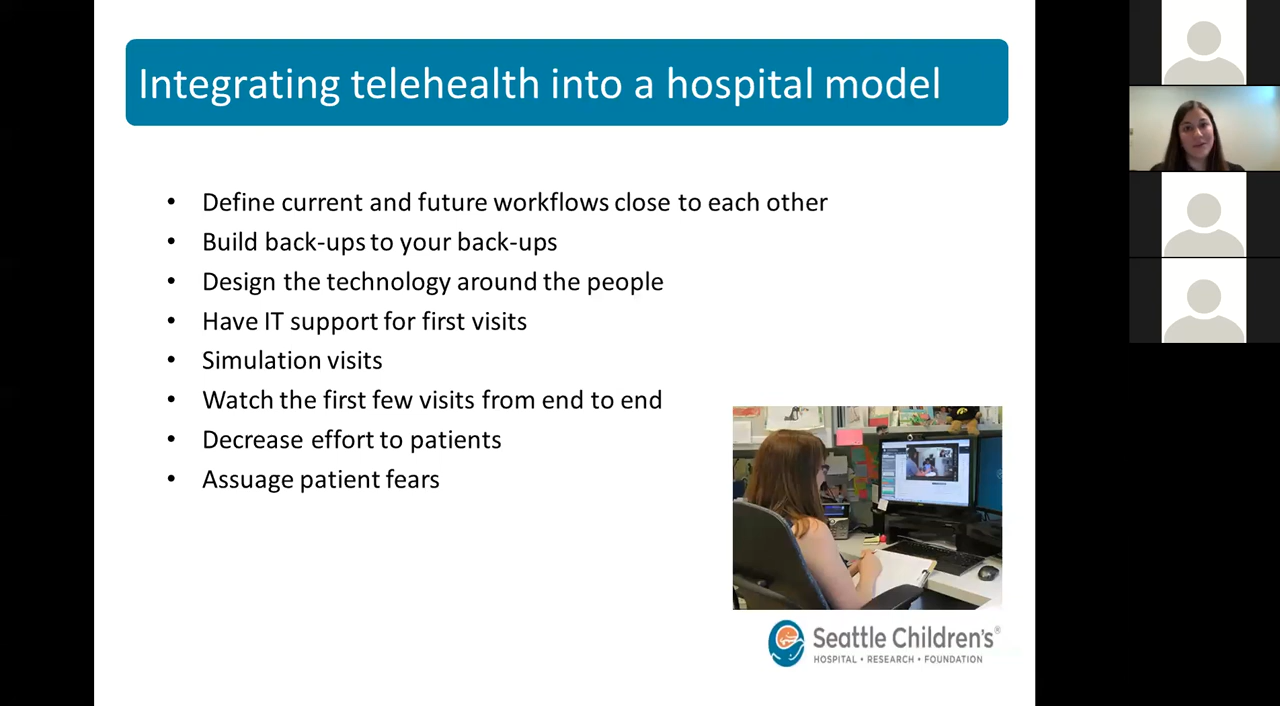 Integrating telehealth into a hospital model
• Define current and future workflows close to each other
• Build back-ups to your back-ups
• Design the technology around the people
• Have IT support for first visits
• Simulation visits
• Watch the first few visits from end to end
• Decrease effort to patients
• Assuage patient fears
Seattle Children's®
HOSPITAL • RESEARCH • FOUNDATION